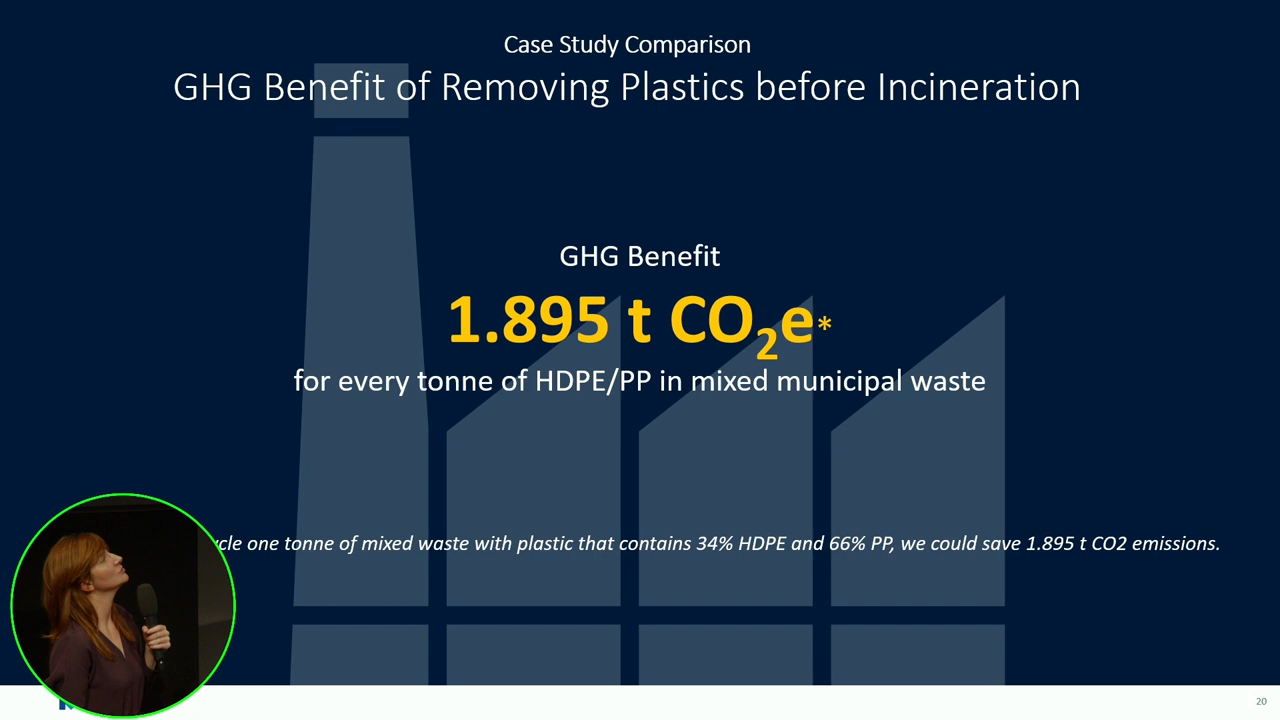 Case Study Comparison
GHG Benefit of Removing Plastics before Incineration
GHG Benefit
1.895 t CO₂e*
for every tonne of HDPE/PP in mixed municipal waste
one tonne of mixed waste with plastic that contains 34% HDPE and 66% PP, we could save 1.895 t CO2 emissions.
20